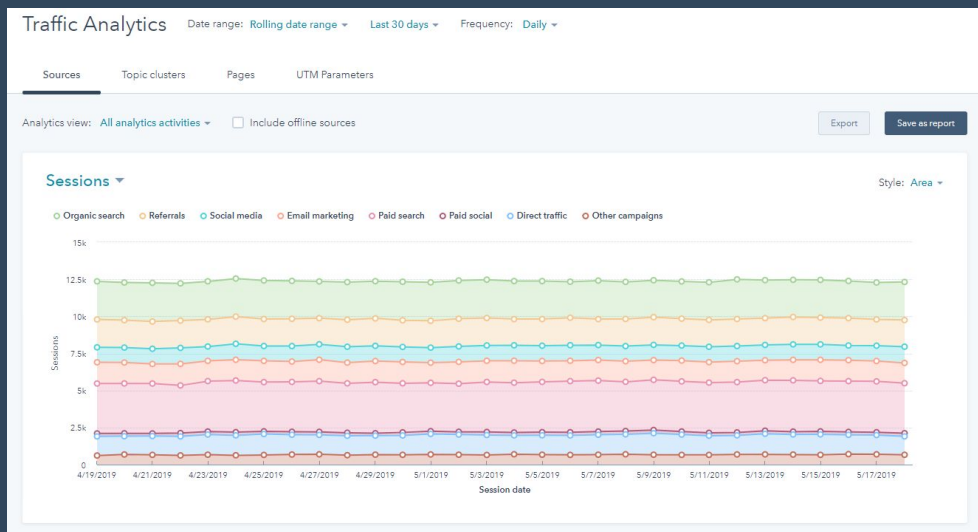 Traffic Analytics Date range: Rolling date range Last 30 days Frequency: Daily
Sources Topic clusters Pages UTM Parameters
Analytics view: All analytics activities Include offline sources Export Save as report
Sessions Style: Area
Organic search Referrals Social media Email marketing Paid search Paid social Direct traffic Other campaigns
15k
12.5k
10k
7.5k
5k
2.5k
0
Sessions
4/19/2019 4/21/2019 4/23/2019 4/25/2019 4/27/2019 4/29/2019 5/1/2019 5/3/2019 5/5/2019 5/7/2019 5/9/2019 5/11/2019 5/13/2019 5/15/2019 5/17/2019
Session date